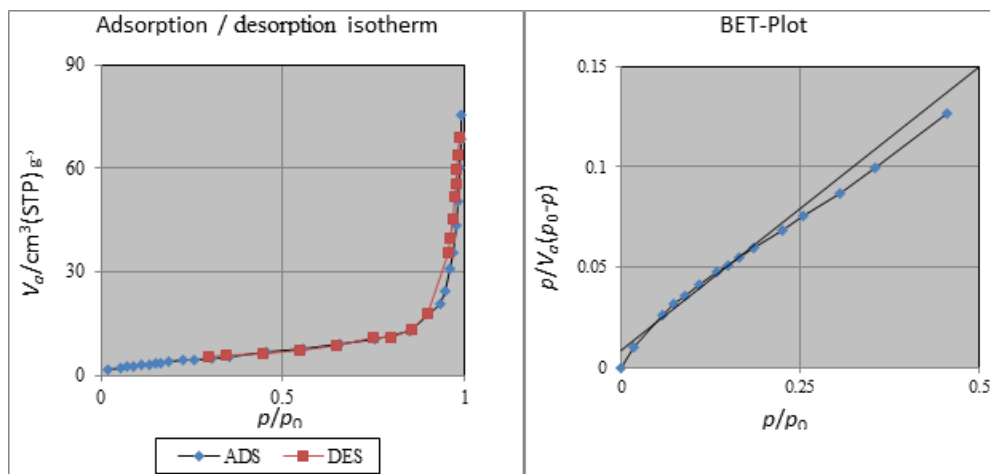 Adsorption / desorption isotherm
90
60
30
0
0.5
1
Va/cm³(STP) g⁻¹
p/p₀
ADS
DES
BET-Plot
0.15
0.1
0.05
0
0
0.25
0.5
p/Va(p₀-p)
p/p₀